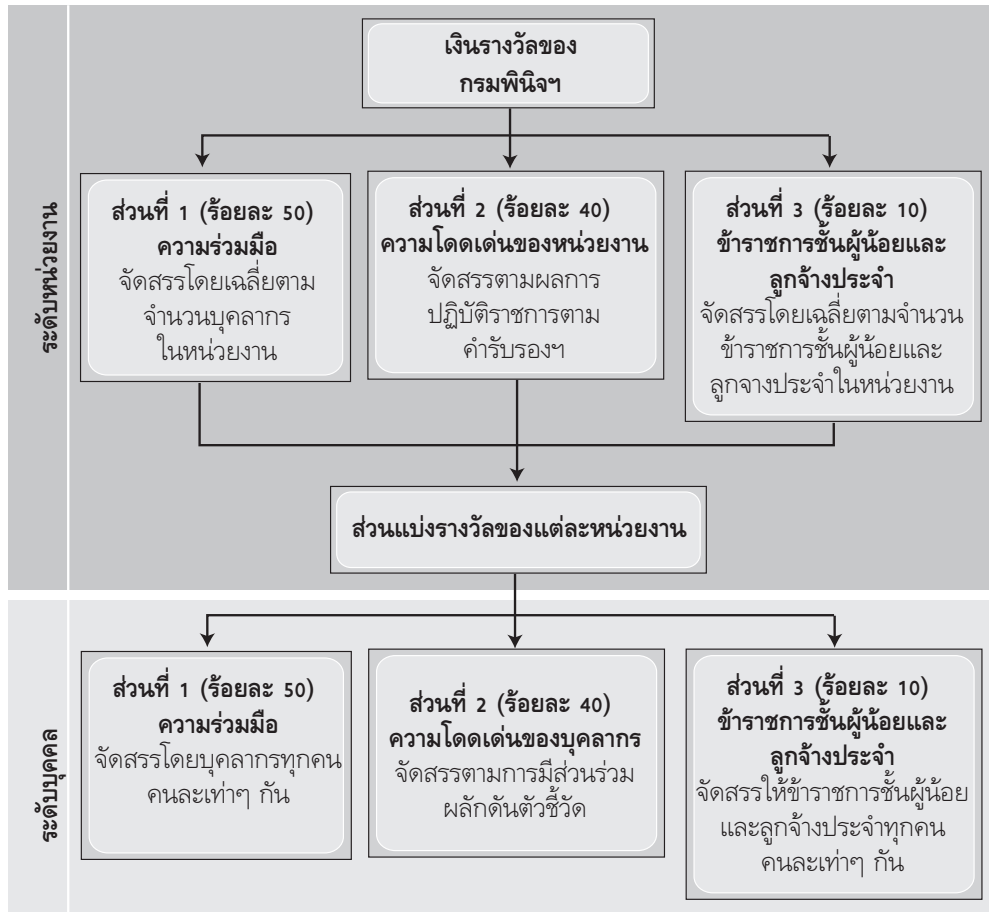 เงินรางวัลของ
กรมพินิจฯ
ระดับหน่วยงาน
ส่วนที่ 1 (ร้อยละ 50)
ความร่วมมือ
จัดสรรโดยเฉลี่ยตาม
จำนวนบุคลากร
ในหน่วยงาน
ส่วนที่ 2 (ร้อยละ 40)
ความโดดเด่นของหน่วยงาน
จัดสรรตามผลการ
ปฏิบัติราชการตาม
คำรับรองฯ
ส่วนที่ 3 (ร้อยละ 10)
ข้าราชการชั้นผู้น้อยและ
ลูกจ้างประจำ
จัดสรรโดยเฉลี่ยตามจำนวน
ข้าราชการชั้นผู้น้อยและ
ลูกจางประจำในหน่วยงาน
ส่วนแบ่งรางวัลของแต่ละหน่วยงาน
ระดับบุคคล
ส่วนที่ 1 (ร้อยละ 50)
ความร่วมมือ
จัดสรรโดยบุคลากรทุกคน
คนละเท่าๆ กัน
ส่วนที่ 2 (ร้อยละ 40)
ความโดดเด่นของบุคลากร
จัดสรรตามการมีส่วนร่วม
ผลักดันตัวชี้วัด
ส่วนที่ 3 (ร้อยละ 10)
ข้าราชการชั้นผู้น้อยและ
ลูกจ้างประจำ
จัดสรรให้ข้าราชการชั้นผู้น้อย
และลูกจ้างประจำทุกคน
คนละเท่าๆ กัน